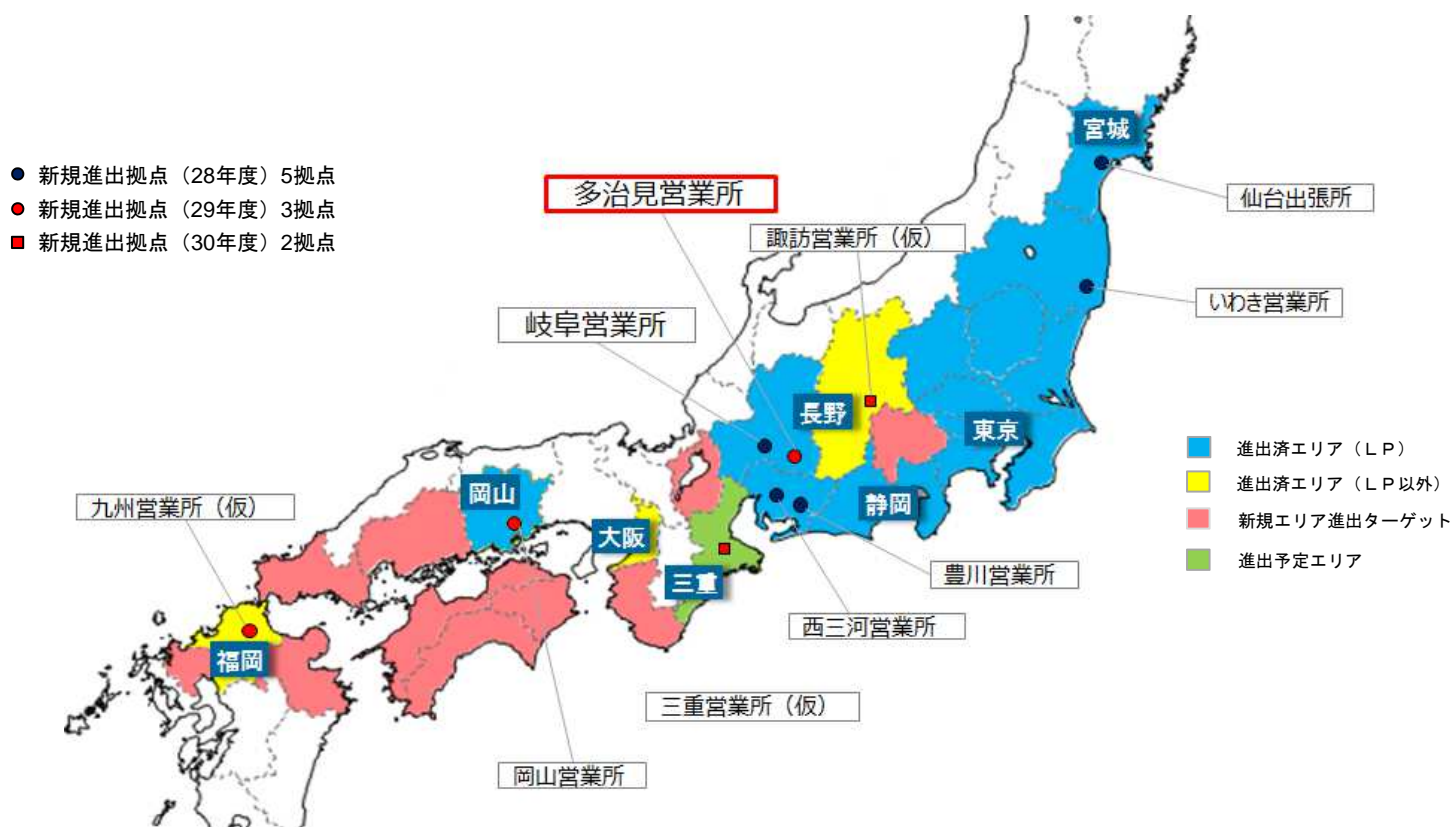 宮城
● 新規進出拠点（28年度）5拠点
● 新規進出拠点（29年度）3拠点
■ 新規進出拠点（30年度）2拠点
多治見営業所
仙台出張所
諏訪営業所（仮）
いわき営業所
岐阜営業所
長野
東京
進出済エリア（ＬＰ）
進出済エリア（ＬＰ以外）
新規エリア進出ターゲット
進出予定エリア
岡山
静岡
九州営業所（仮）
大阪
三重
豊川営業所
西三河営業所
福岡
三重営業所（仮）
岡山営業所